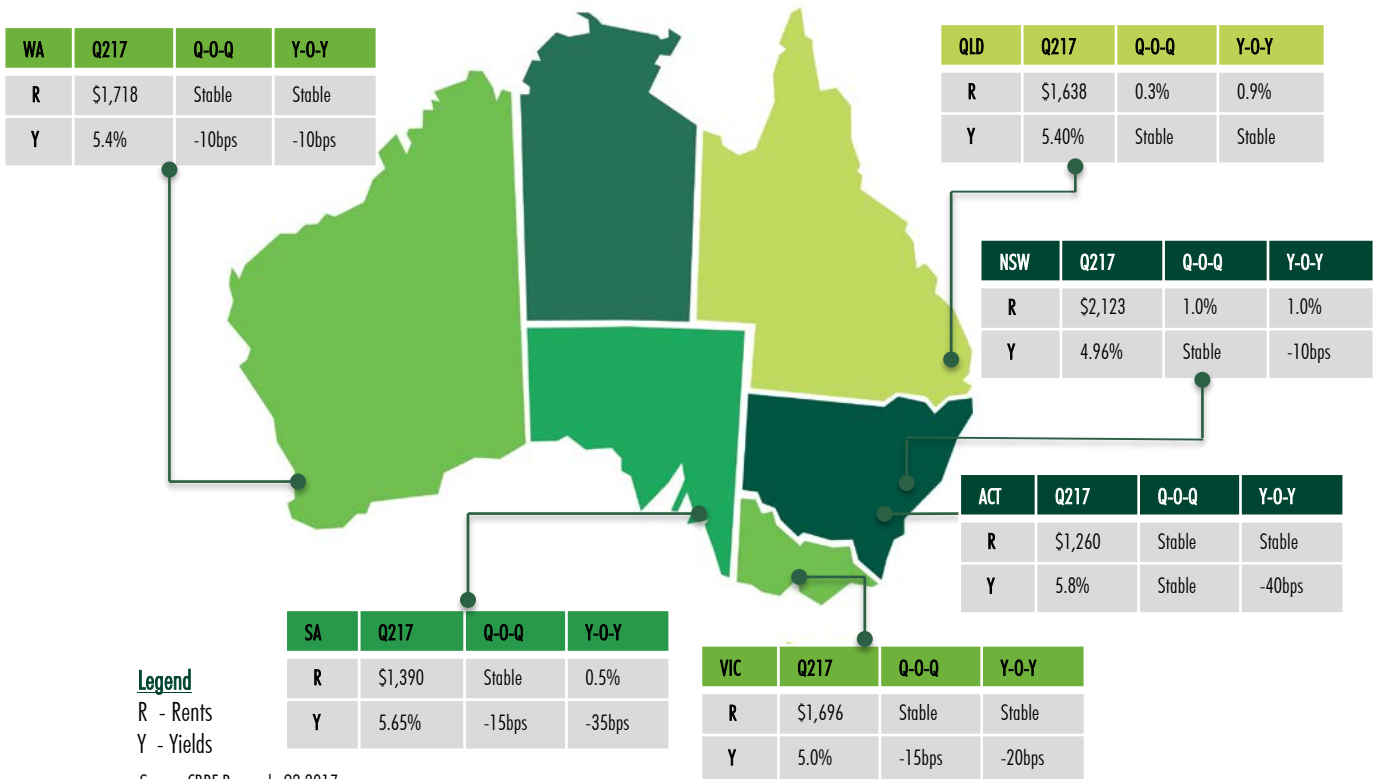 WA Q217 Q-O-Q Y-O-Y
R $1,718 Stable Stable
Y 5.4% -10bps -10bps
QLD Q217 Q-O-Q Y-O-Y
R $1,638 0.3% 0.9%
Y 5.40% Stable Stable
NSW Q217 Q-O-Q Y-O-Y
R $2,123 1.0% 1.0%
Y 4.96% Stable -10bps
ACT Q217 Q-O-Q Y-O-Y
R $1,260 Stable Stable
Y 5.8% Stable -40bps
SA Q217 Q-O-Q Y-O-Y
R $1,390 Stable 0.5%
Y 5.65% -15bps -35bps
VIC Q217 Q-O-Q Y-O-Y
R $1,696 Stable Stable
Y 5.0% -15bps -20bps
Legend
R - Rents
Y - Yields